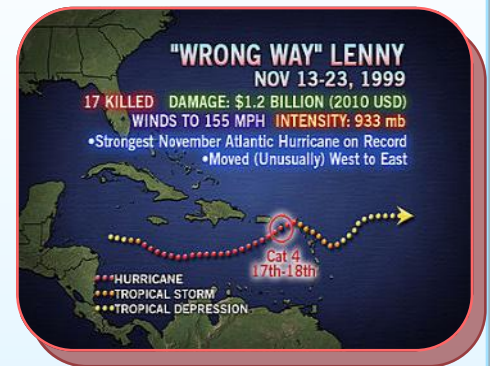 "WRONG WAY" LENNY
NOV 13-23, 1999
17 KILLED DAMAGE: $1.2 BILLION (2010 USD)
WINDS TO 155 MPH INTENSITY: 933 mb
•Strongest November Atlantic Hurricane on Record
•Moved (Unusually) West to East
Cat 4
17th-18th
HURRICANE
TROPICAL STORM
TROPICAL DEPRESSION